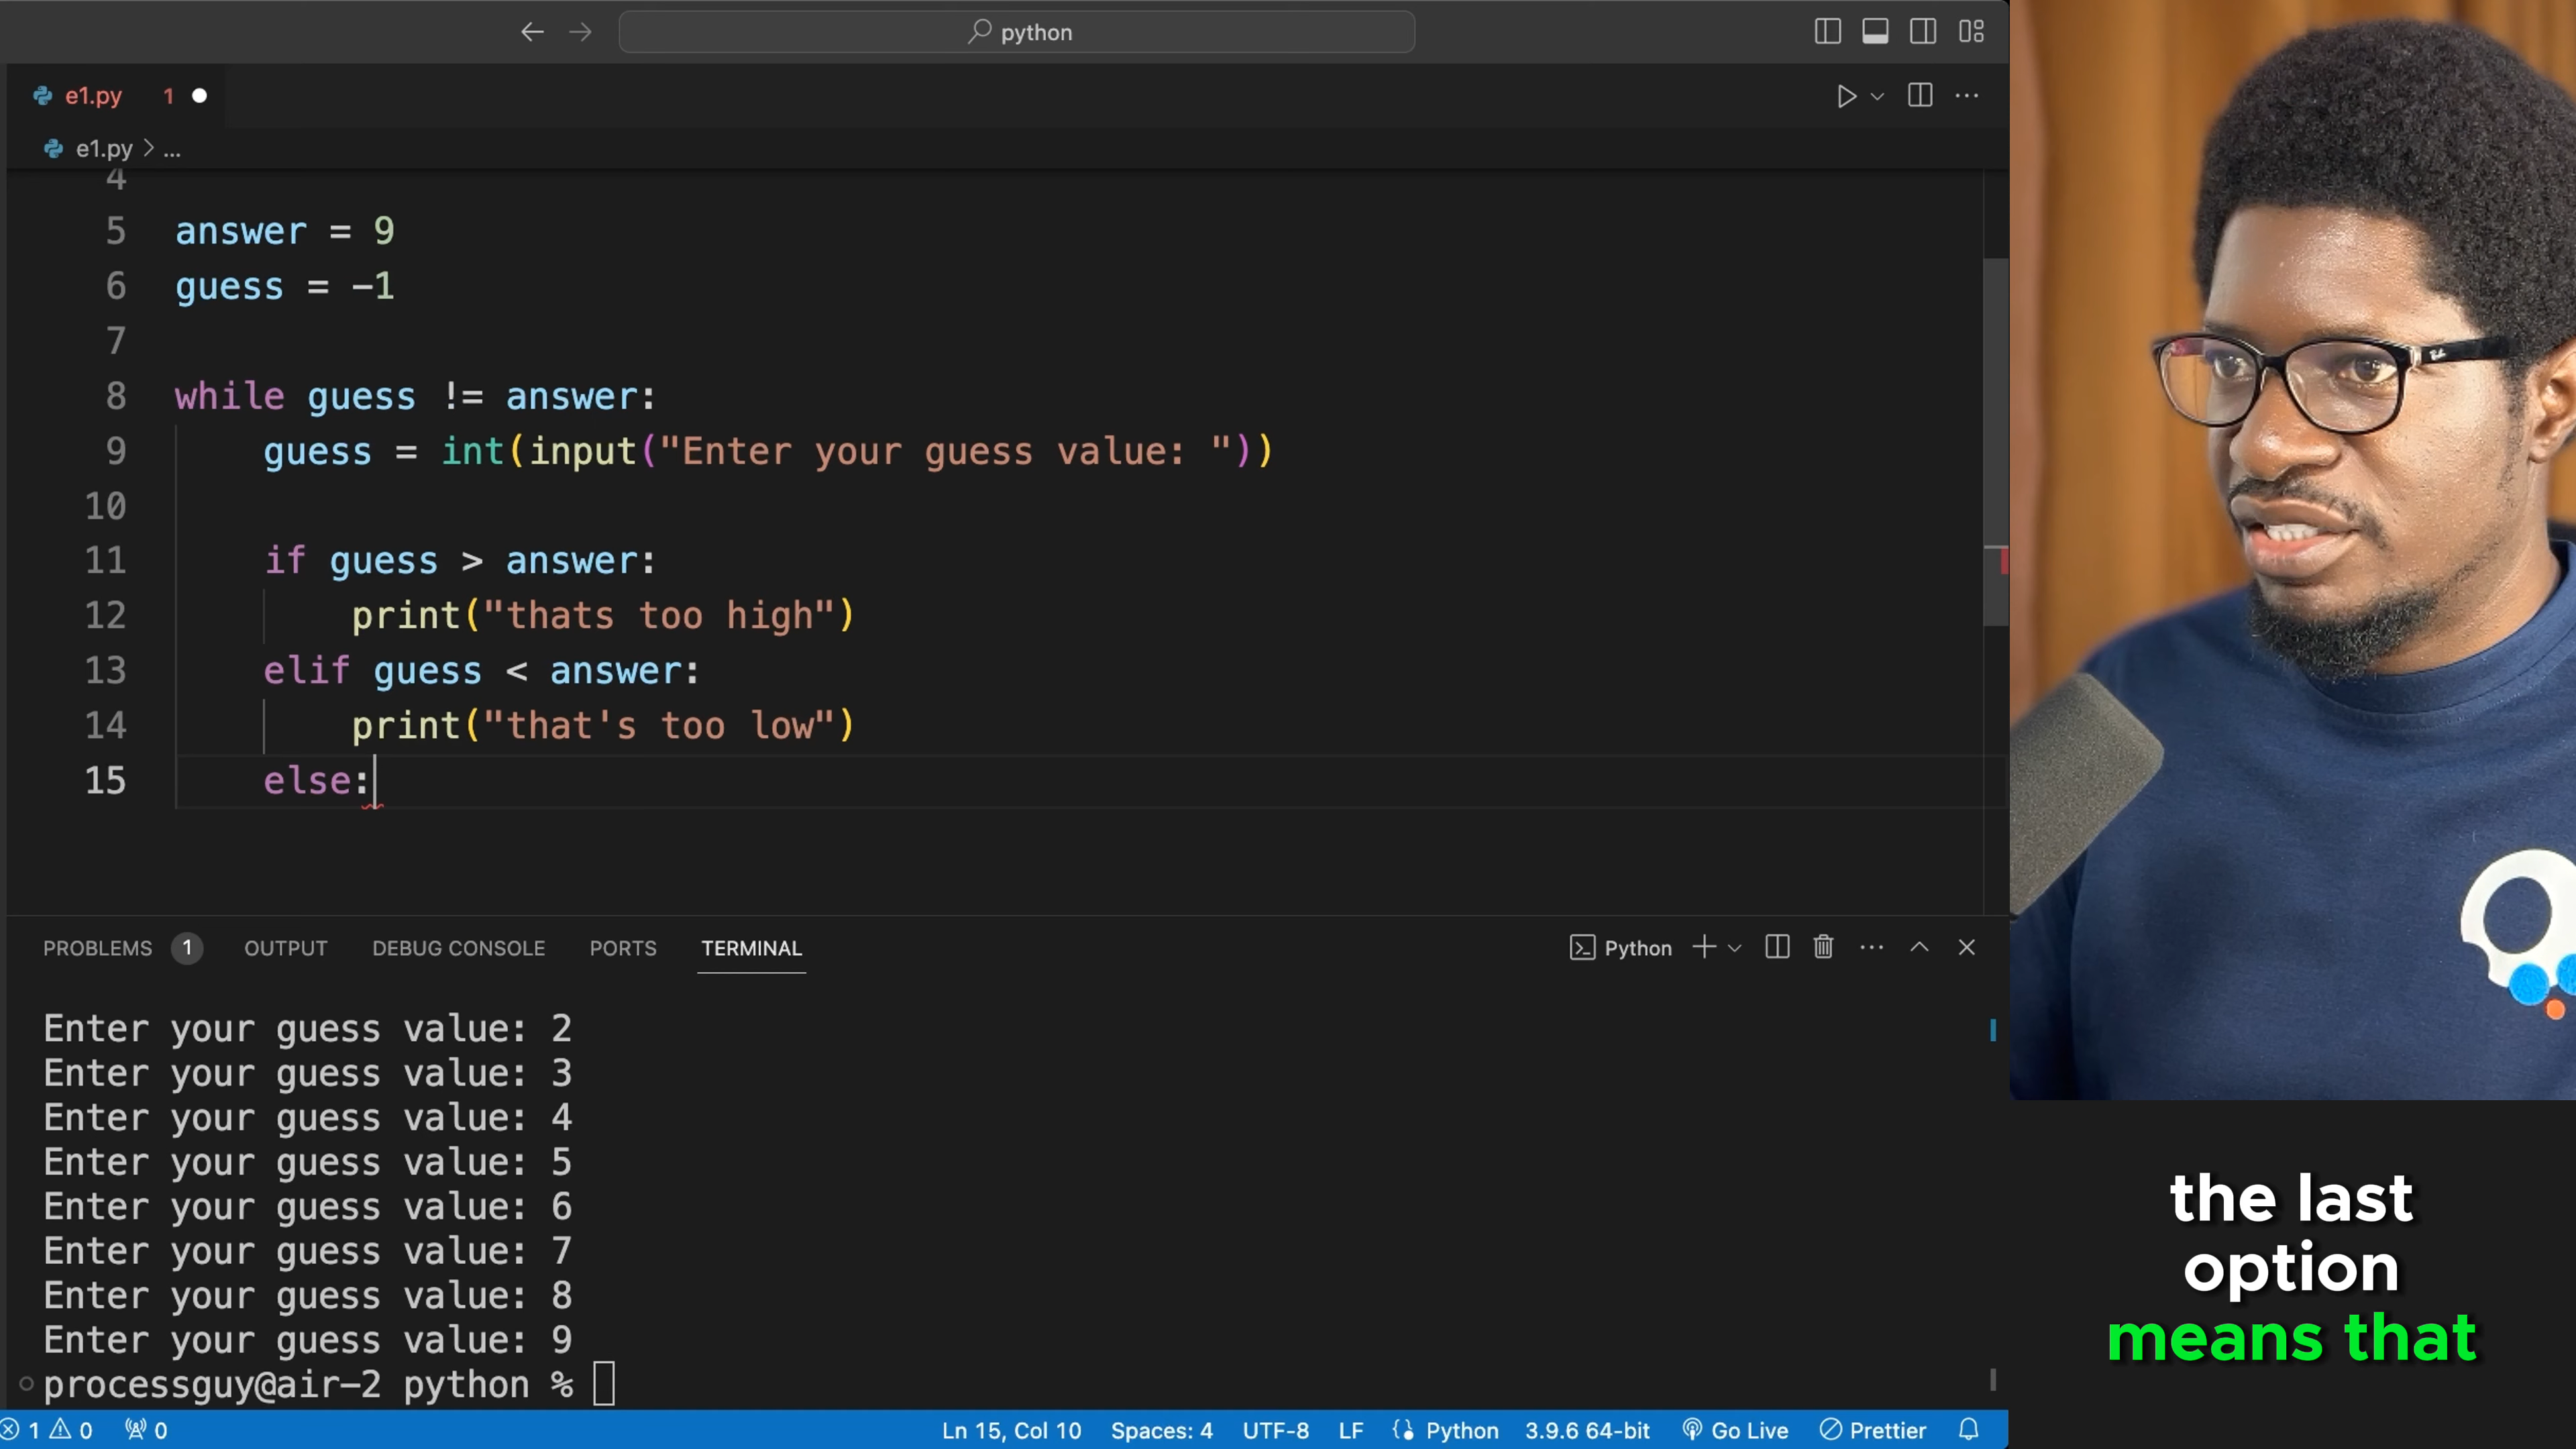 python
e1.py 1
e1.py > ...
4
5 answer = 9
6 guess = -1
7
8 while guess != answer:
9 guess = int(input("Enter your guess value: "))
10
11 if guess > answer:
12 print("thats too high")
13 elif guess < answer:
14 print("that's too low")
15 else:
PROBLEMS 1 OUTPUT DEBUG CONSOLE PORTS TERMINAL Python
Enter your guess value: 2
Enter your guess value: 3
Enter your guess value: 4
Enter your guess value: 5
Enter your guess value: 6
Enter your guess value: 7
Enter your guess value: 8
Enter your guess value: 9
processguy@air-2 python %
1 0 0 Ln 15, Col 10 Spaces: 4 UTF-8 LF Python 3.9.6 64-bit Go Live Prettier
the last
option
means that